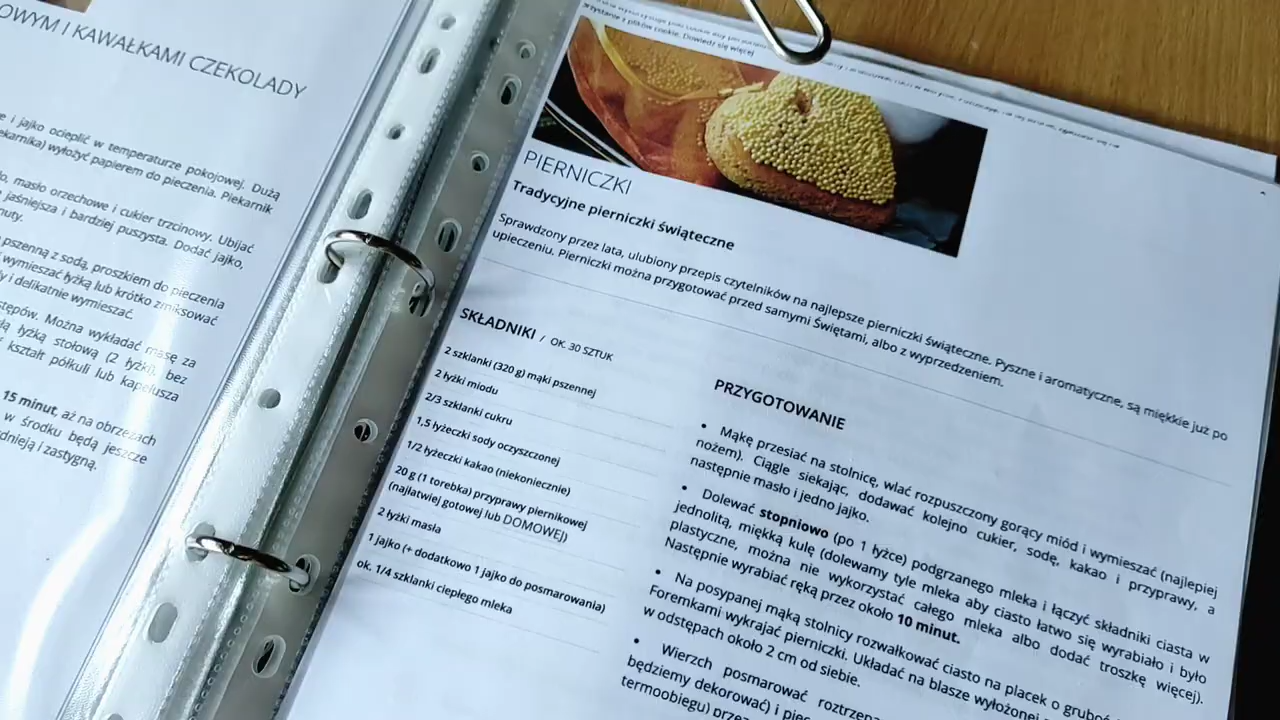 OWYM I KAWAŁKAMI CZEKOLADY
e i jajko ocieplić w temperaturze pokojowej. Dużą
ekarnika) wyłożyć papierem do pieczenia. Piekarnik
o, masło orzechowe i cukier trzcinowy. Ubijać
jaśniejsza i bardziej puszysta. Dodać jajko,
nuty.
pszenną z sodą, proszkiem do pieczenia
wymieszać łyżką lub krótko zmiksować
y i delikatnie wymieszać.
stępów. Można wykładać masę za
łą łyżką stołową (2 łyżki, bez
kształt półkuli lub kapelusza
15 minut, aż na obrzeżach
w środku będą jeszcze
dnieją i zastygną.
rzystanie z plików cookie. Dowiedz się więcej
PIERNICZKI
Tradycyjne pierniczki świąteczne
Sprawdzony przez lata, ulubiony przepis czytelników na najlepsze pierniczki świąteczne. Pyszne i aromatyczne, są miękkie już po
upieczeniu. Pierniczki można przygotować przed samymi Świętami, albo z wyprzedzeniem.
SKŁADNIKI / OK. 30 SZTUK
2 szklanki (320 g) mąki pszennej
2 łyżki miodu
2/3 szklanki cukru
1,5 łyżeczki sody oczyszczonej
1/2 łyżeczki kakao (niekoniecznie)
20 g (1 torebka) przyprawy piernikowej
(najłatwiej gotowej lub DOMOWEJ)
2 łyżki masła
1 jajko (+ dodatkowo 1 jajko do posmarowania)
ok. 1/4 szklanki ciepłego mleka
PRZYGOTOWANIE
• Mąkę przesiać na stolnicę, wlać rozpuszczony gorący miód i wymieszać (najlepiej
nożem). Ciągle siekając, dodawać kolejno cukier, sodę, kakao i przyprawy, a
następnie masło i jedno jajko.
• Dolewać stopniowo (po 1 łyżce) podgrzanego mleka i łączyć składniki ciasta w
jednolitą, miękką kulę (dolewamy tyle mleka aby ciasto łatwo się wyrabiało i było
plastyczne, można nie wykorzystać całego mleka albo dodać troszkę więcej).
Następnie wyrabiać ręką przez około 10 minut.
• Na posypanej mąką stolnicy rozwałkować ciasto na placek o gruboś
Foremkami wykrajać pierniczki. Układać na blasze wyłożonej
w odstępach około 2 cm od siebie.
• Wierzch posmarować roztrzepa
będziemy dekorować) i piec
termoobiegu) przez